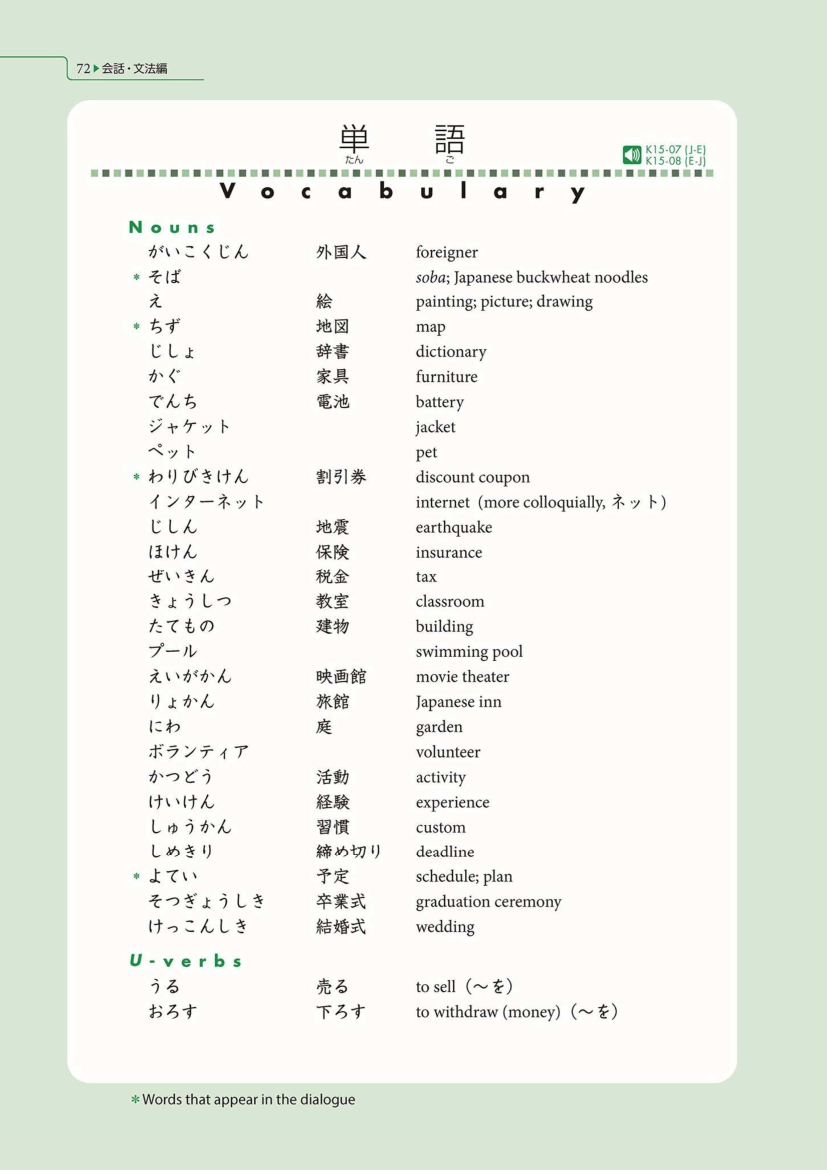 72▶会話・文法編
単語
たん ご
K15-07 (J-E)
K15-08 (E-J)
Vocabulary
Nouns
がいこくじん 外国人 foreigner
* そば soba; Japanese buckwheat noodles
え 絵 painting; picture; drawing
* ちず 地図 map
じしょ 辞書 dictionary
かぐ 家具 furniture
でんち 電池 battery
ジャケット jacket
ペット pet
* わりびきけん 割引券 discount coupon
インターネット internet (more colloquially, ネット)
じしん 地震 earthquake
ほけん 保険 insurance
ぜいきん 税金 tax
きょうしつ 教室 classroom
たてもの 建物 building
プール swimming pool
えいがかん 映画館 movie theater
りょかん 旅館 Japanese inn
にわ 庭 garden
ボランティア volunteer
かつどう 活動 activity
けいけん 経験 experience
しゅうかん 習慣 custom
しめきり 締め切り deadline
* よてい 予定 schedule; plan
そつぎょうしき 卒業式 graduation ceremony
けっこんしき 結婚式 wedding
U-verbs
うる 売る to sell (〜を)
おろす 下ろす to withdraw (money) (〜を)
* Words that appear in the dialogue